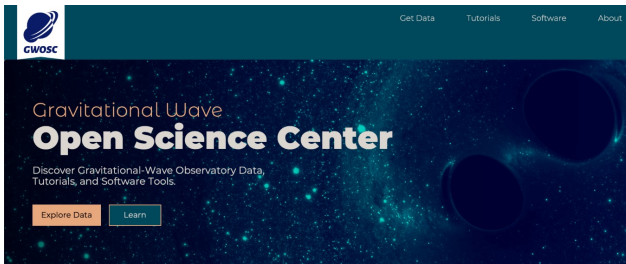 GWOSC
Get Data Tutorials Software About
Gravitational Wave
Open Science Center
Discover Gravitational-Wave Observatory Data,
Tutorials, and Software Tools.
Explore Data Learn